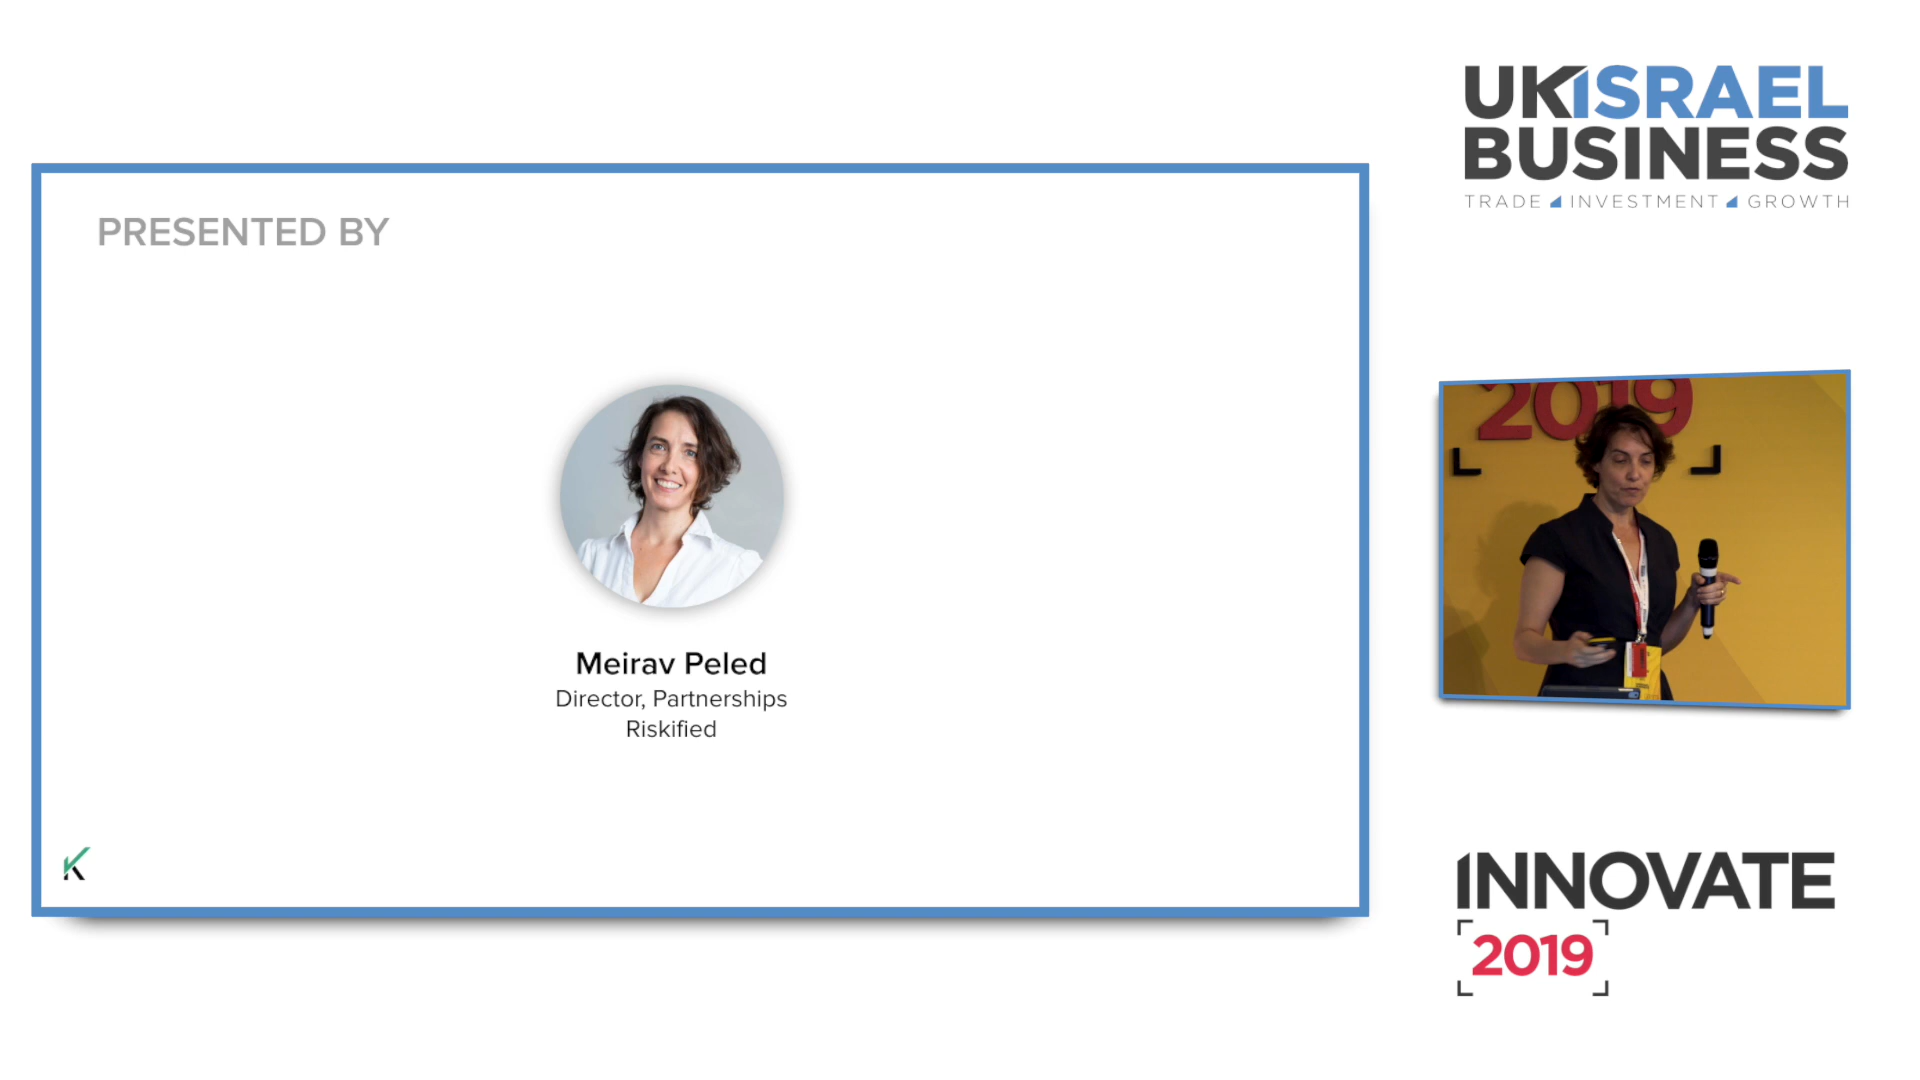 PRESENTED BY
Meirav Peled
Director, Partnerships
Riskified
UKISRAEL
BUSINESS
TRADE INVESTMENT GROWTH
2019
INNOVATE
2019